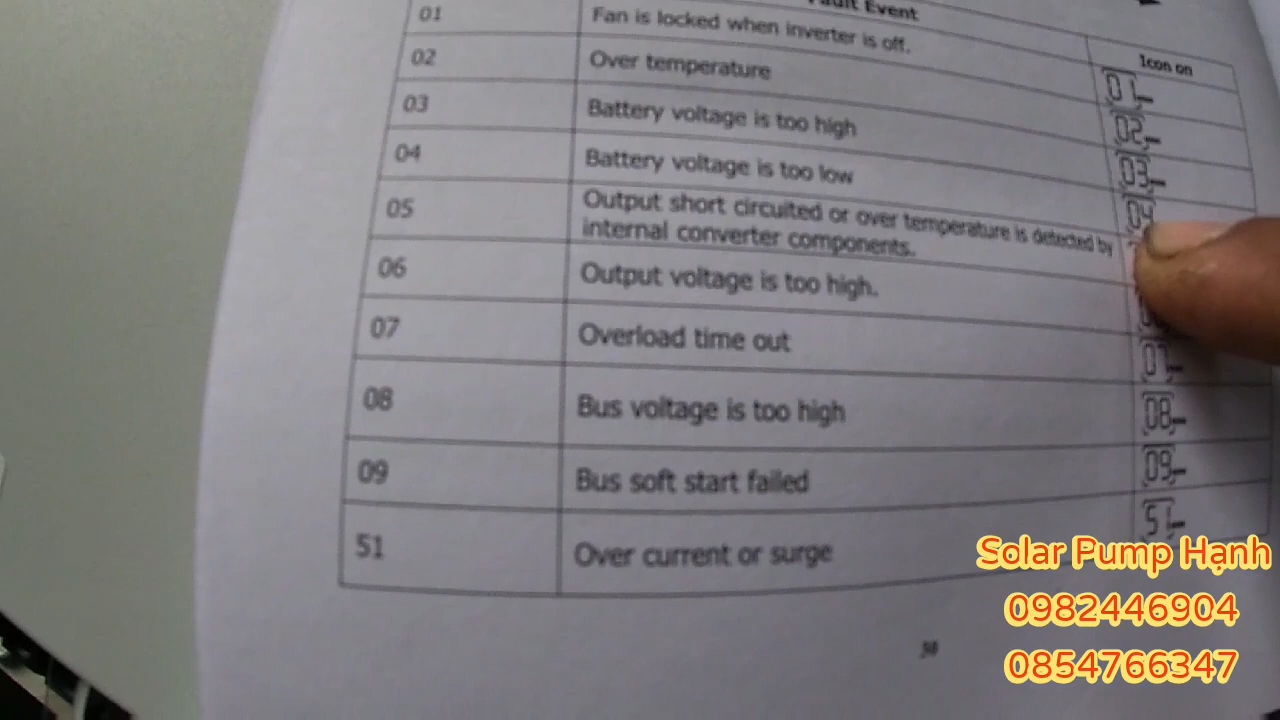 Fault Event
Icon on
01 Fan is locked when inverter is off. 01
02 Over temperature 02
03 Battery voltage is too high 03
04 Battery voltage is too low 04
05 Output short circuited or over temperature is detected by
internal converter components.
06 Output voltage is too high.
07 Overload time out 07
08 Bus voltage is too high 08
09 Bus soft start failed 09
51 Over current or surge 51
Solar Pump Hạnh
0982446904
0854766347